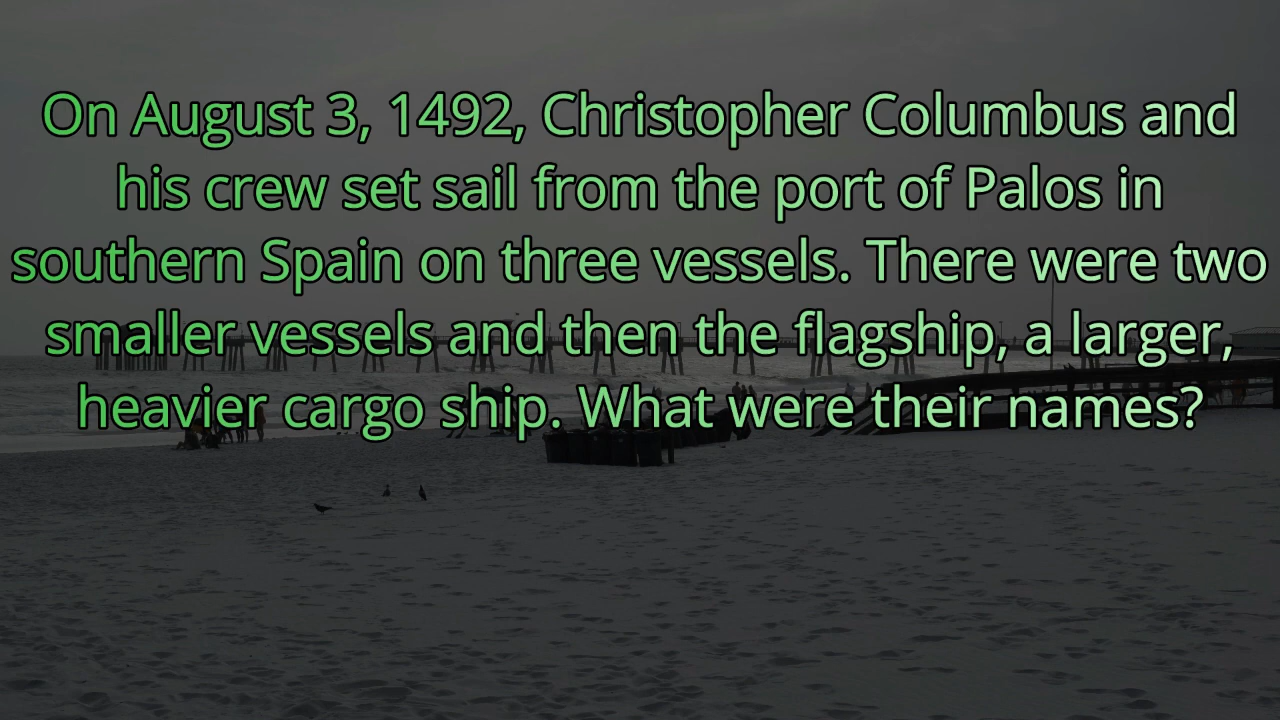 On August 3, 1492, Christopher Columbus and
his crew set sail from the port of Palos in
southern Spain on three vessels. There were two
smaller vessels and then the flagship, a larger,
heavier cargo ship. What were their names?